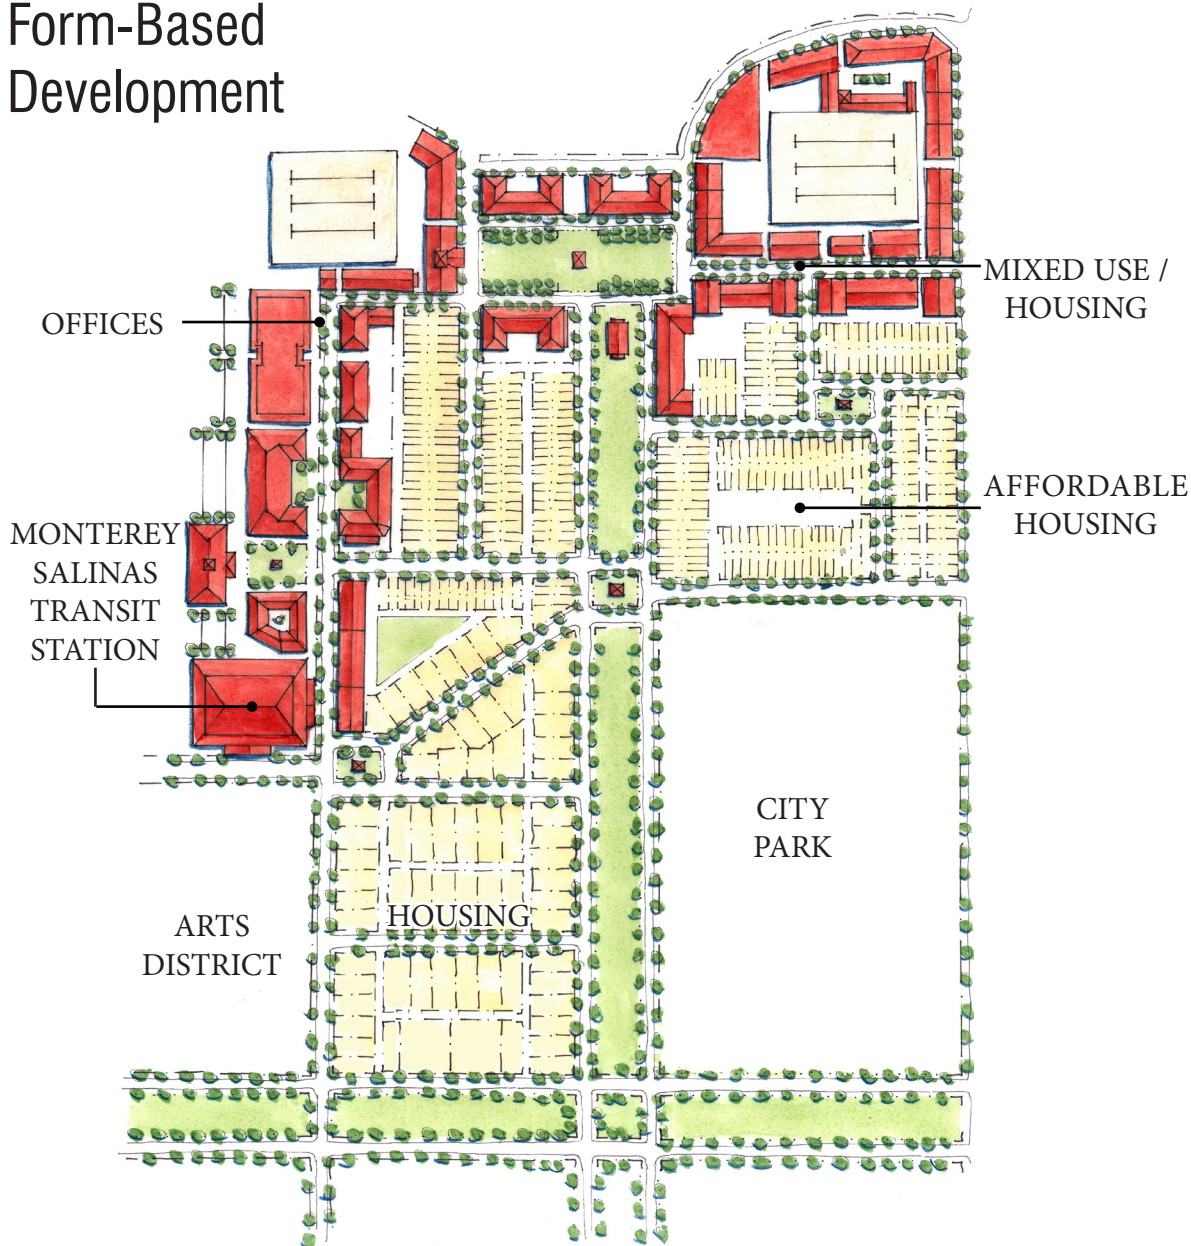 Form-Based
Development
MIXED USE /
HOUSING
OFFICES
AFFORDABLE
HOUSING
MONTEREY
SALINAS
TRANSIT
STATION
CITY
PARK
HOUSING
ARTS
DISTRICT